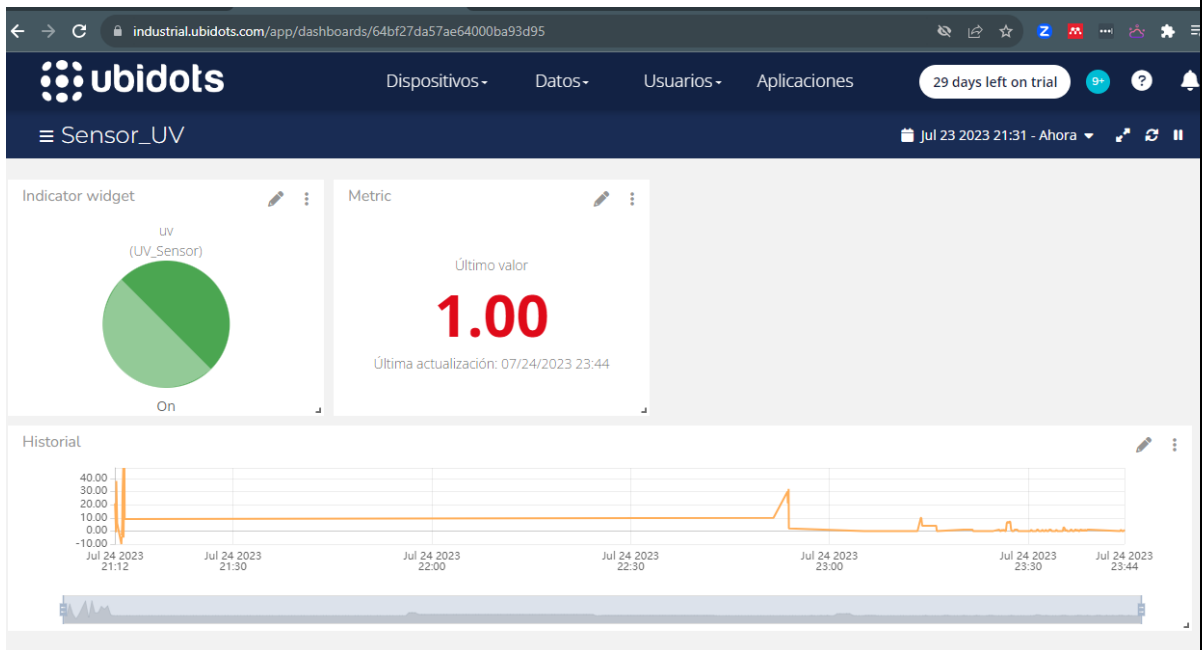 industrial.ubidots.com/app/dashboards/64bf27da57ae64000ba93d95
ubidots
Dispositivos
Datos
Usuarios
Aplicaciones
29 days left on trial
9+
?
Sensor_UV
Jul 23 2023 21:31 - Ahora
Indicator widget
uv
(UV_Sensor)
On
Metric
Último valor
1.00
Última actualización: 07/24/2023 23:44
Historial
40.00
30.00
20.00
10.00
0.00
-10.00
Jul 24 2023
21:12
Jul 24 2023
21:30
Jul 24 2023
22:00
Jul 24 2023
22:30
Jul 24 2023
23:00
Jul 24 2023
23:30
Jul 24 2023
23:44